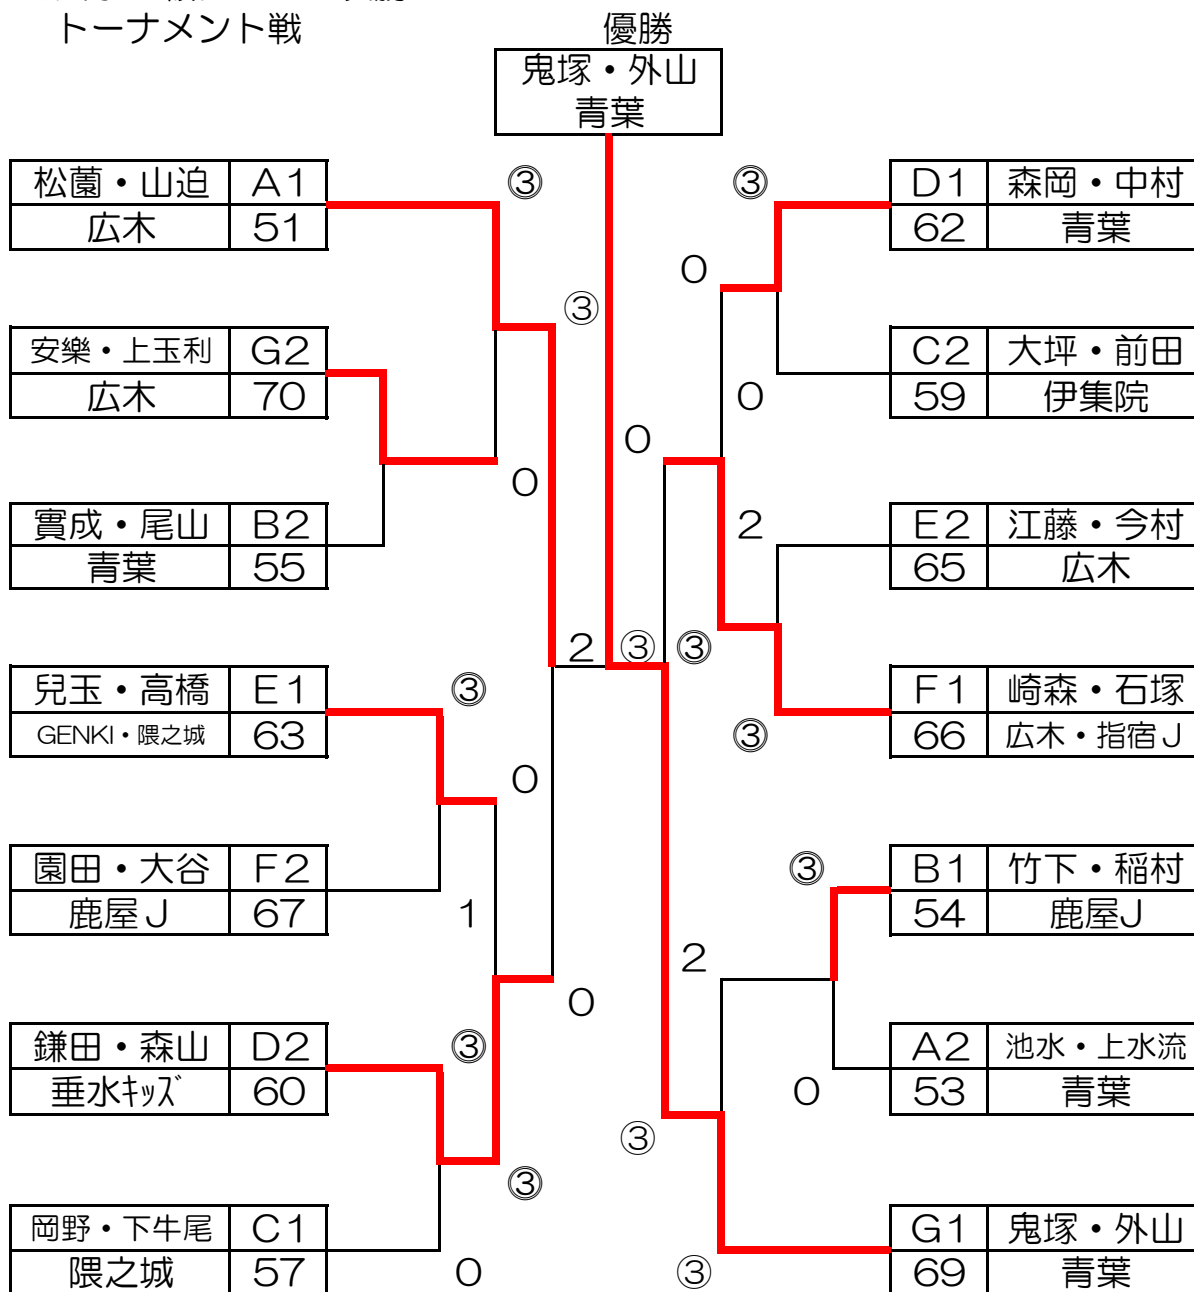 トーナメント戦
優勝
鬼塚・外山
青葉
松薗・山迫 A1
広木 51
③
③
D1 森岡・中村
62 青葉
0
③
安樂・上玉利 G2
広木 70
C2 大坪・前田
59 伊集院
0
0
0
實成・尾山 B2
青葉 55
2
E2 江藤・今村
65 広木
2 ③ ③
兒玉・高橋 E1
GENKI・隈之城 63
③
③
F1 崎森・石塚
66 広木・指宿J
0
園田・大谷 F2
鹿屋J 67
1
③
B1 竹下・稲村
54 鹿屋J
2
0
鎌田・森山 D2
垂水キッズ 60
③
0
A2 池水・上水流
53 青葉
③
③
岡野・下牛尾 C1
隈之城 57
0
③
G1 鬼塚・外山
69 青葉